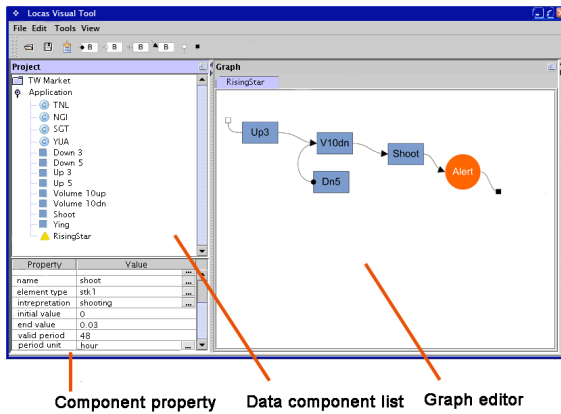 Locas Visual Tool
File Edit Tools View
B B B B
Project
Graph
TW Market
RisingStar
Application
TNL
NGI
SGT
YUA
Down 3
Down 5
Up 3
Up 5
Volume 10up
Volume 10dn
Shoot
Ying
RisingStar
Up3
V10dn
Shoot
Alert
Dn5
Property Value
name shoot ...
element type stk1 ...
intrepretation shooting ...
initial value 0
end value 0.03
valid period 48
period unit hour ...
Component property Data component list Graph editor